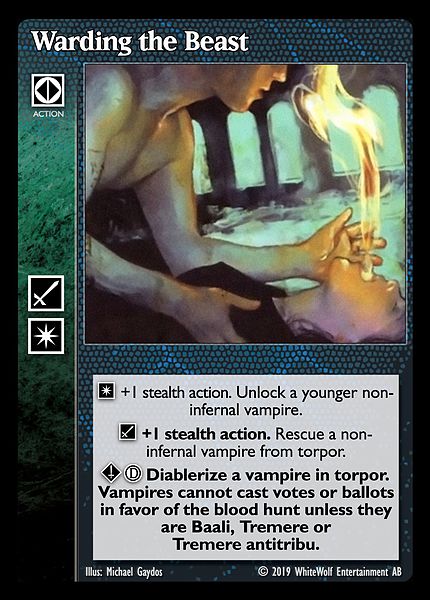 Warding the Beast
ACTION
+1 stealth action. Unlock a younger non-
infernal vampire.
+1 stealth action. Rescue a non-
infernal vampire from torpor.
D Diablerize a vampire in torpor.
Vampires cannot cast votes or ballots
in favor of the blood hunt unless they
are Baali, Tremere or
Tremere antitribu.
Illus: Michael Gaydos
© 2019 WhiteWolf Entertainment AB